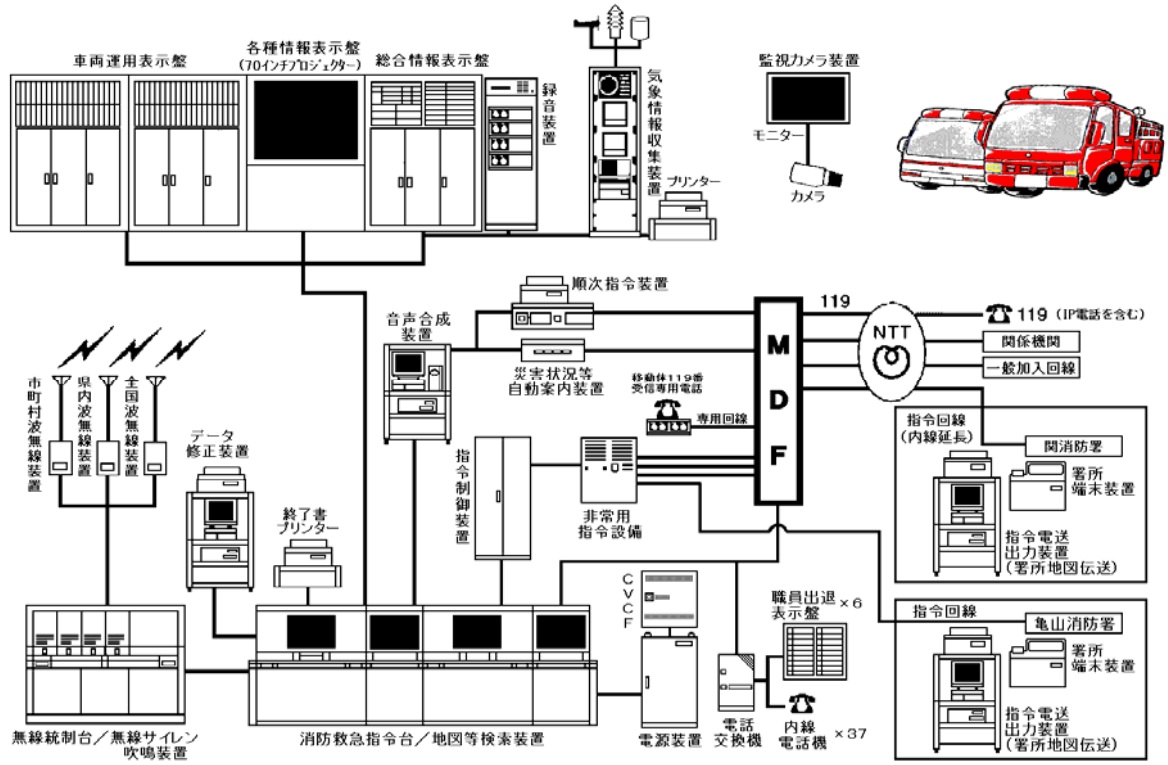 車両運用表示盤
各種情報表示盤
(70インチプロジェクター)
総合情報表示盤
録音装置
気象情報収集装置
プリンター
監視カメラ装置
モニター
カメラ
順次指令装置
音声合成
装置
災害状況等
自動案内装置
移動体119番
受信専用電話
専用回線
MDF
119
NTT
119 (IP電話を含む)
関係機関
一般加入回線
市町村波無線装置
県内波無線装置
全国波無線装置
データ
修正装置
終了書
プリンター
指令制御装置
非常用
指令設備
指令回線
(内線延長)
関消防署
署所
端末装置
指令電送
出力装置
(署所地図伝送)
CVCF
職員出退
表示盤 ×6
指令回線
亀山消防署
署所
端末装置
指令電送
出力装置
(署所地図伝送)
無線統制台/無線サイレン
吹鳴装置
消防救急指令台/地図等検索装置
電源装置
電話
交換機
内線
電話機 ×37